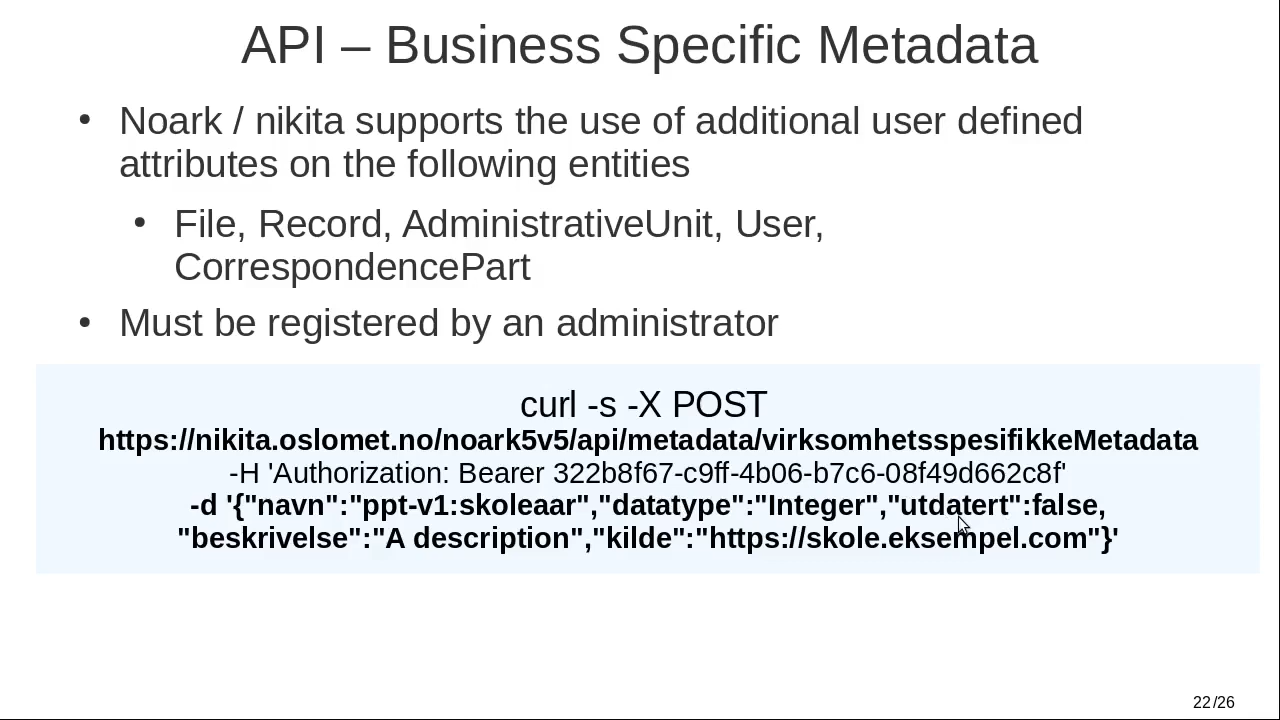 API – Business Specific Metadata
• Noark / nikita supports the use of additional user defined
attributes on the following entities
• File, Record, AdministrativeUnit, User,
CorrespondencePart
• Must be registered by an administrator
curl -s -X POST
https://nikita.oslomet.no/noark5v5/api/metadata/virksomhetsspesifikkeMetadata
-H 'Authorization: Bearer 322b8f67-c9ff-4b06-b7c6-08f49d662c8f'
-d '{"navn":"ppt-v1:skoleaar","datatype":"Integer","utdatert":false,
"beskrivelse":"A description","kilde":"https://skole.eksempel.com"}'
22/26